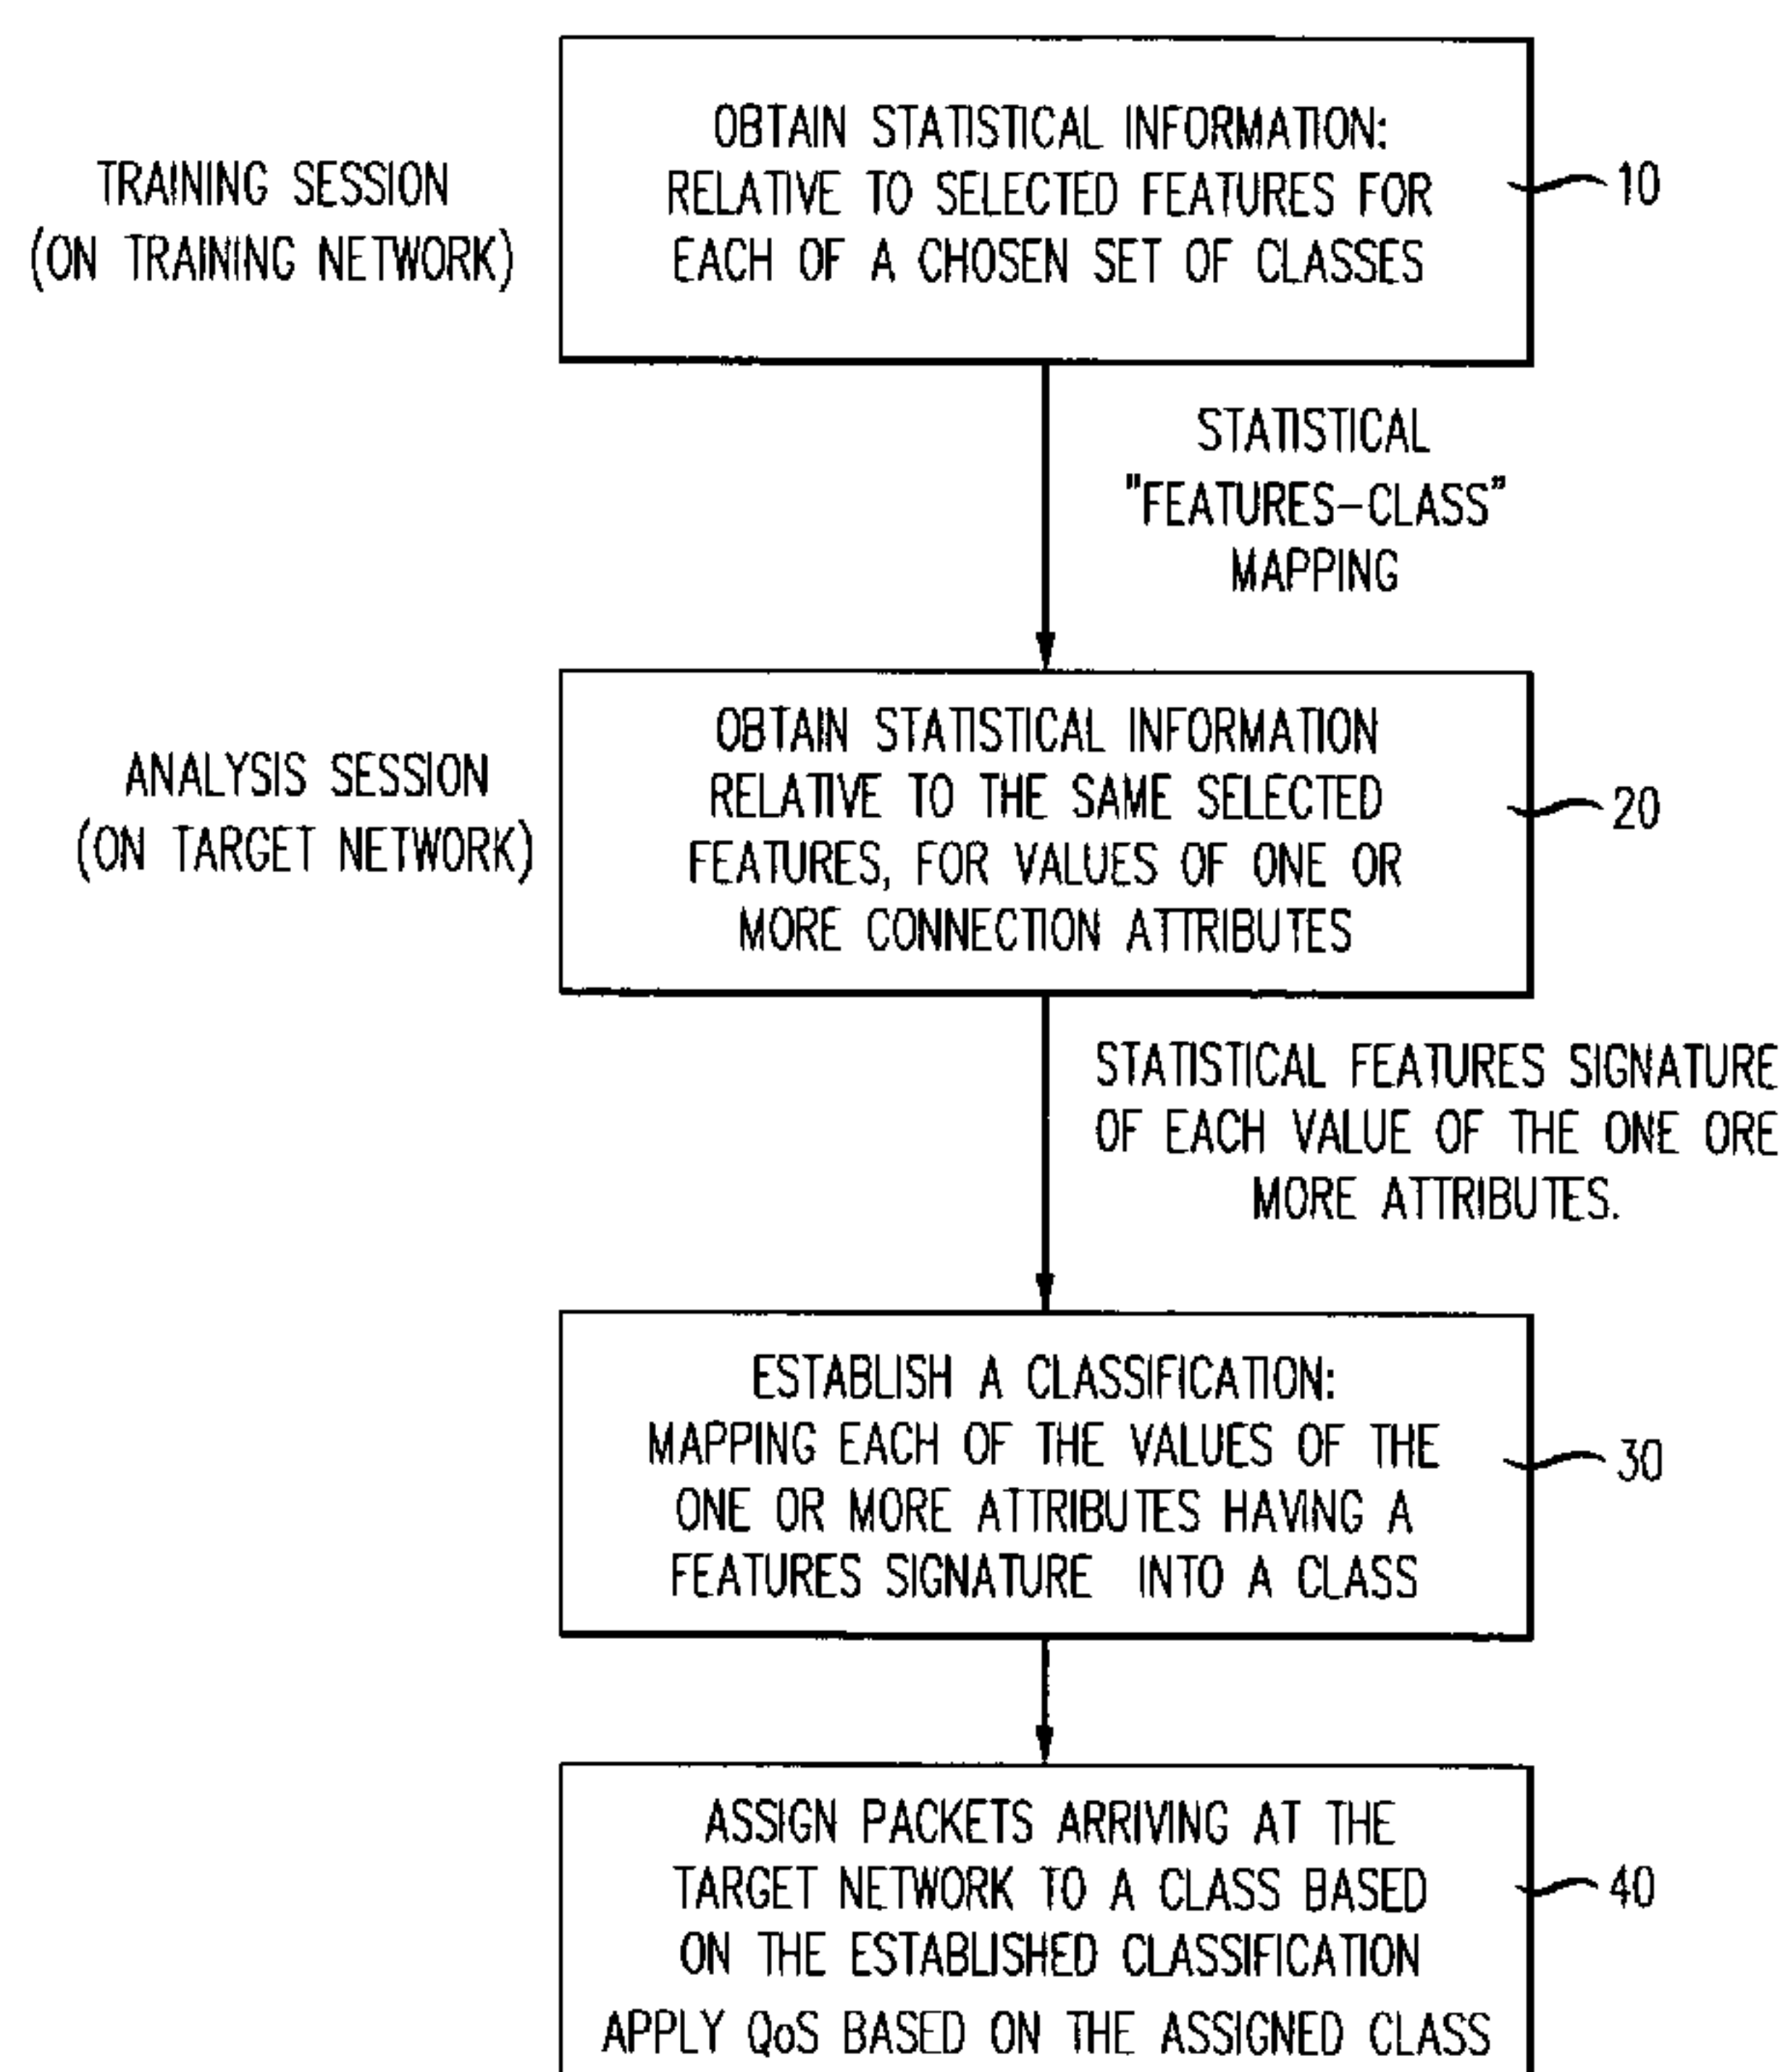 OBTAIN STATISTICAL INFORMATION:
RELATIVE TO SELECTED FEATURES FOR
EACH OF A CHOSEN SET OF CLASSES
10
TRAINING SESSION
(ON TRAINING NETWORK)
STATISTICAL
"FEATURES-CLASS"
MAPPING
OBTAIN STATISTICAL INFORMATION
RELATIVE TO THE SAME SELECTED
FEATURES, FOR VALUES OF ONE OR
MORE CONNECTION ATTRIBUTES
20
ANALYSIS SESSION
(ON TARGET NETWORK)
STATISTICAL FEATURES SIGNATURE
OF EACH VALUE OF THE ONE ORE
MORE ATTRIBUTES.
ESTABLISH A CLASSIFICATION:
MAPPING EACH OF THE VALUES OF THE
ONE OR MORE ATTRIBUTES HAVING A
FEATURES SIGNATURE INTO A CLASS
30
ASSIGN PACKETS ARRIVING AT THE
TARGET NETWORK TO A CLASS BASED
ON THE ESTABLISHED CLASSIFICATION
APPLY QoS BASED ON THE ASSIGNED CLASS
40